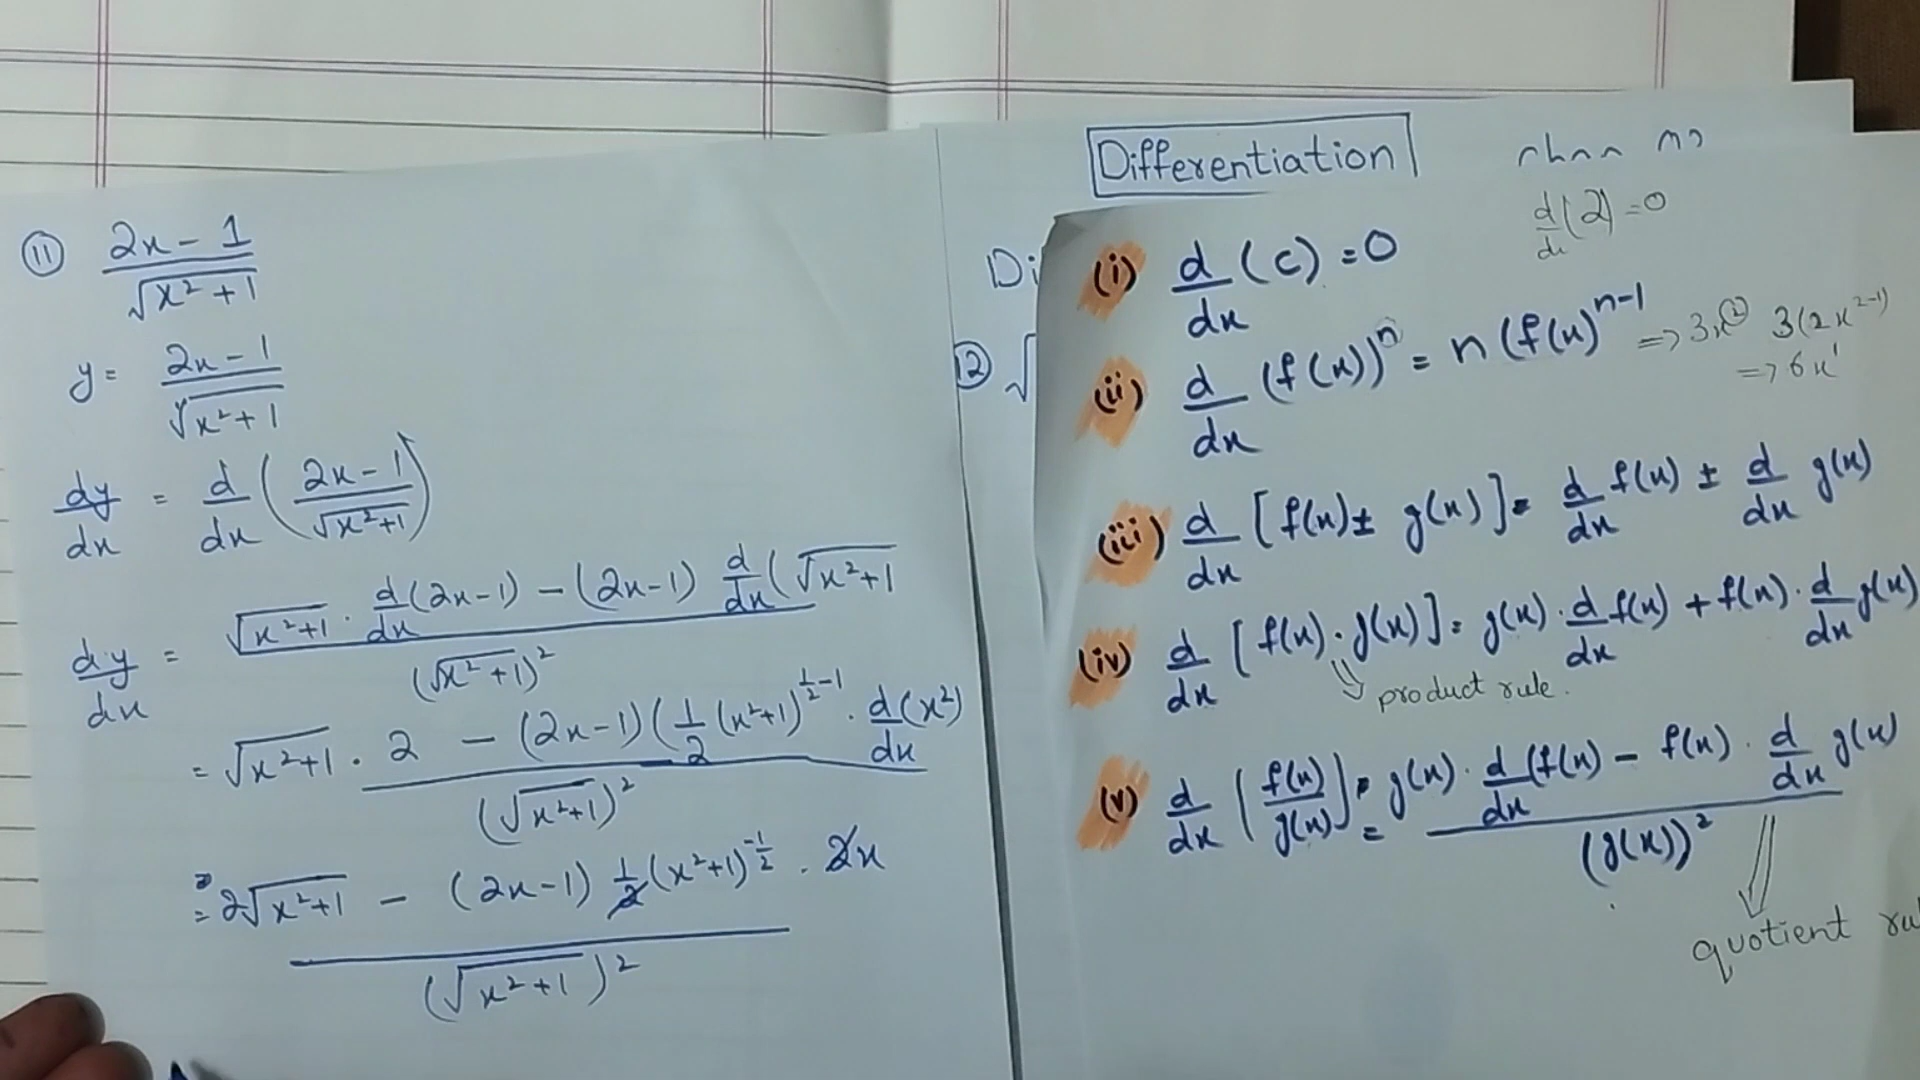 ⑪ 2x - 1 / √x² + 1
y = 2x - 1 / √x² + 1
dy/dx = d/dx (2x - 1 / √x²+1)
dy/dx = √x²+1 · d/dx (2x-1) - (2x-1) d/dx (√x²+1 / (√x²+1)²
= √x²+1 · 2 - (2x-1) (1/2 (x²+1)^(1/2 - 1) · d/dx (x²) / (√x²+1)²
= 2√x²+1 - (2x-1) 1/2 (x²+1)^(-1/2) · 2x / (√x²+1)²
Differentiation
d/dx (2) = 0
Di
⑫ √
(i) d/dx (c) = 0
(ii) d/dx (f(x))ⁿ = n (f(x)ⁿ⁻¹ => 3x² 3(2x²⁻¹)
=> 6x¹
(iii) d/dx [f(x) ± g(x)] = d/dx f(x) ± d/dx g(x)
(iv) d/dx [f(x) · g(x)] = g(x) · d/dx f(x) + f(x) · d/dx g(x)
product rule.
(v) d/dx (f(x)/g(x)) = g(x) · d/dx (f(x) - f(x) · d/dx g(x) / (g(x))²
quotient ru